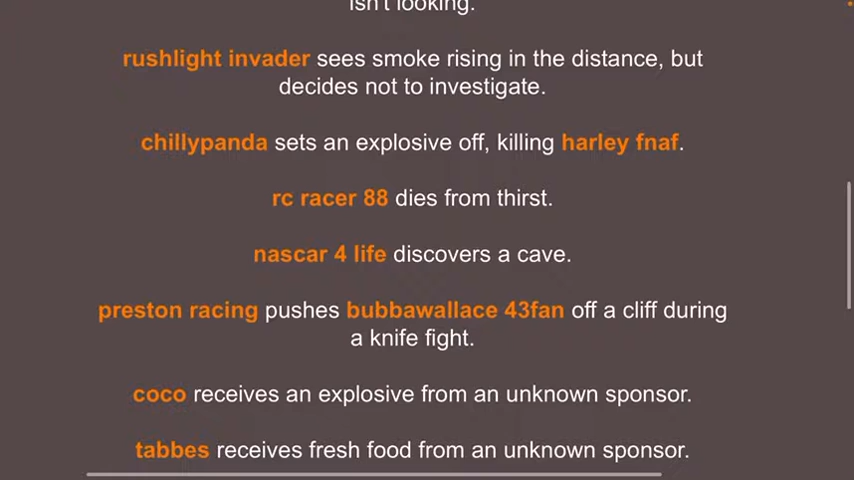 isn't looking.
rushlight invader sees smoke rising in the distance, but
decides not to investigate.
chillypanda sets an explosive off, killing harley fnaf.
rc racer 88 dies from thirst.
nascar 4 life discovers a cave.
preston racing pushes bubbawallace 43fan off a cliff during
a knife fight.
coco receives an explosive from an unknown sponsor.
tabbes receives fresh food from an unknown sponsor.